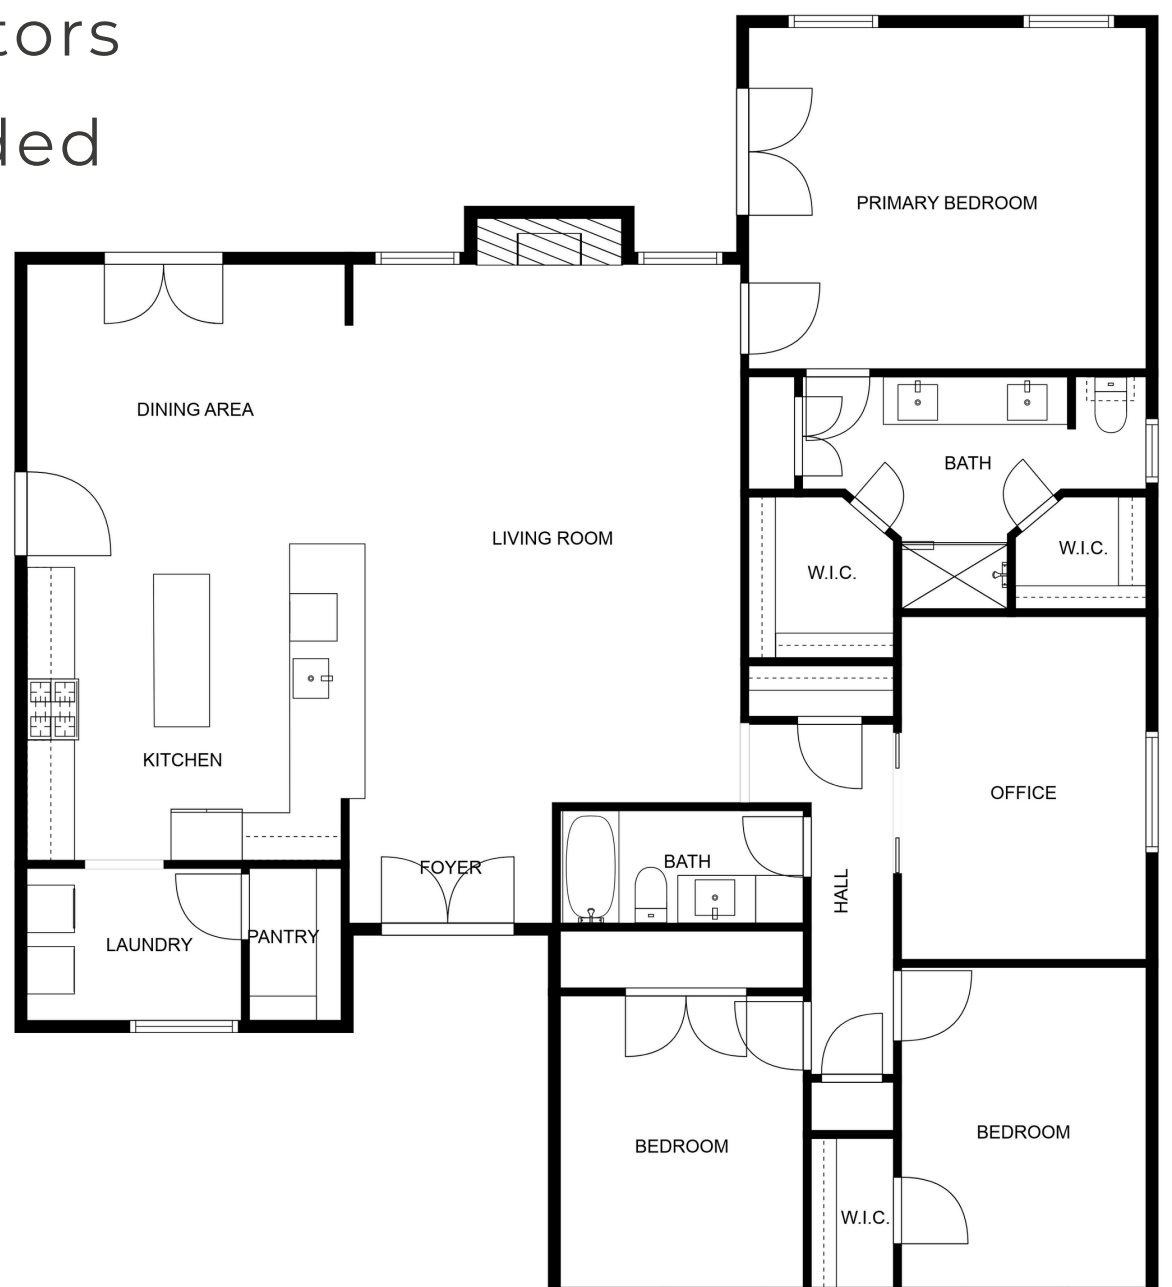 tors
ded
PRIMARY BEDROOM
DINING AREA
BATH
LIVING ROOM
W.I.C.
W.I.C.
KITCHEN
OFFICE
FOYER
BATH
HALL
LAUNDRY
PANTRY
BEDROOM
BEDROOM
W.I.C.